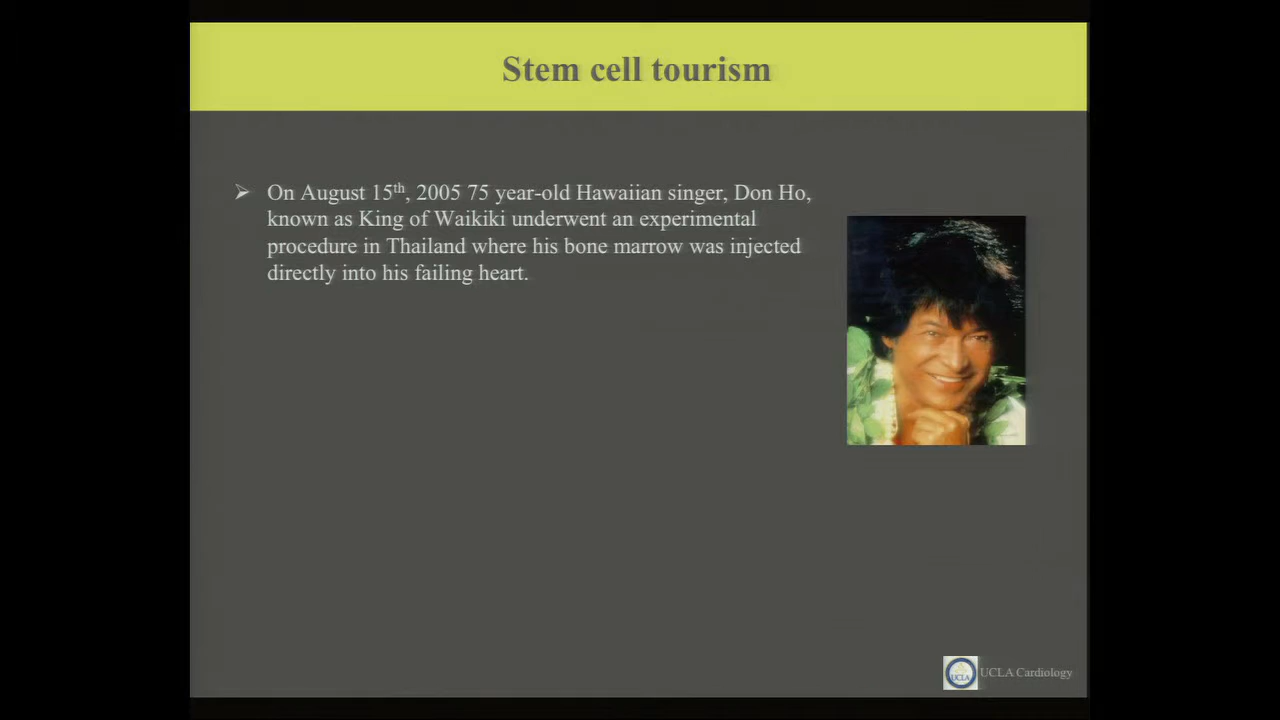 Stem cell tourism
➢ On August 15th, 2005 75 year-old Hawaiian singer, Don Ho,
known as King of Waikiki underwent an experimental
procedure in Thailand where his bone marrow was injected
directly into his failing heart.
UCLA
UCLA Cardiology